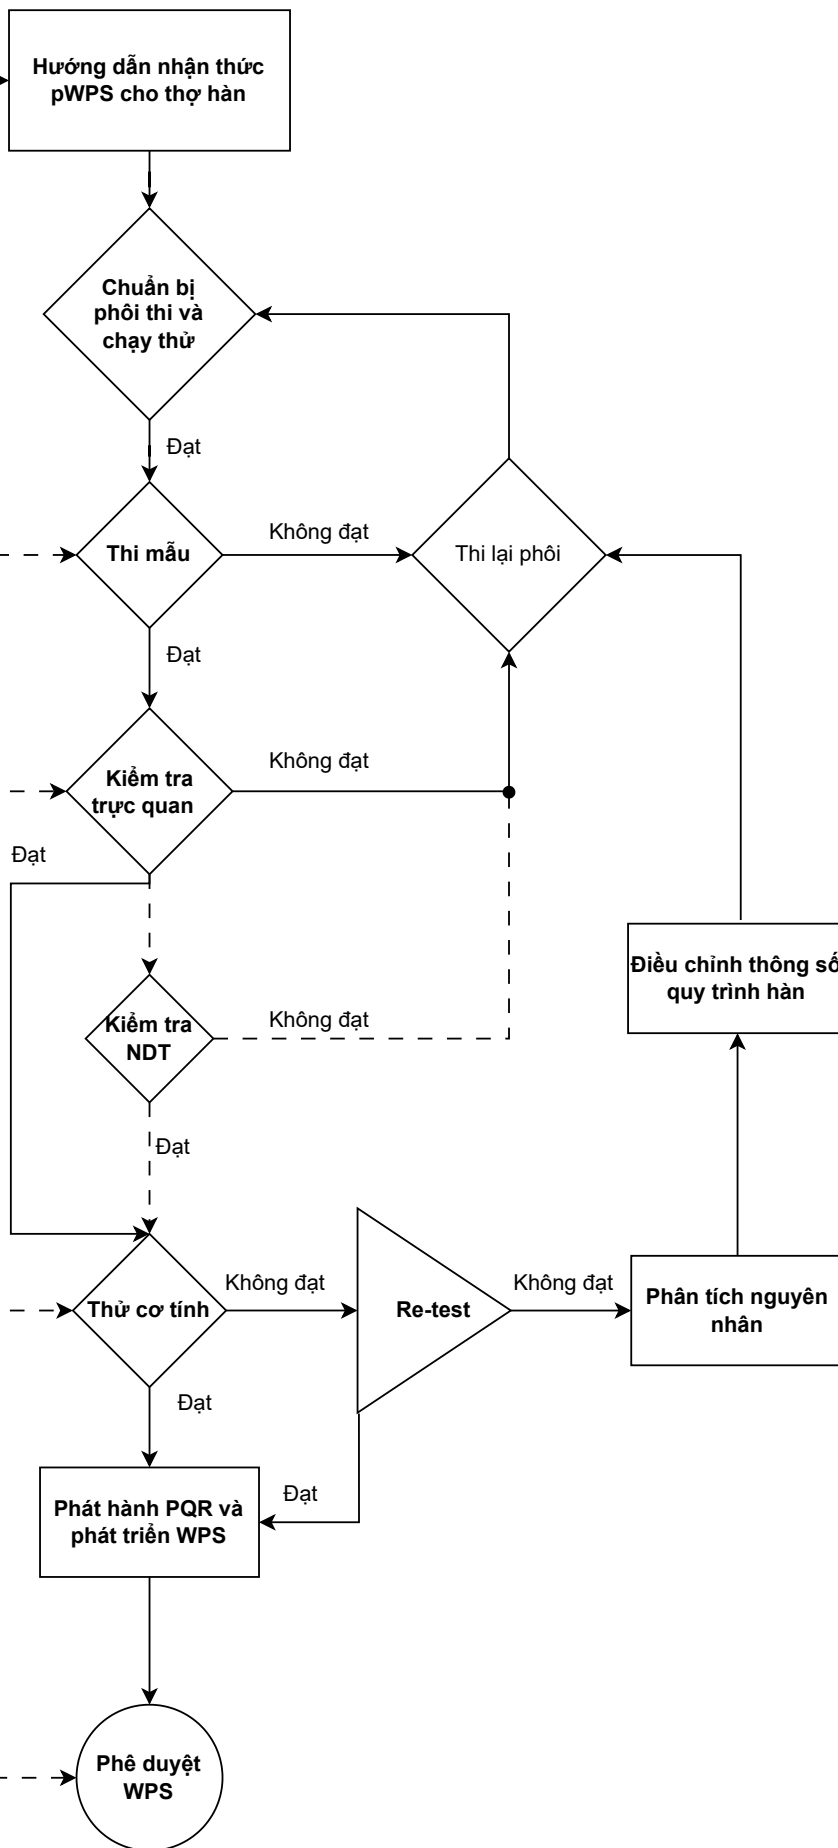 Hướng dẫn nhận thức
pWPS cho thợ hàn
Chuẩn bị
phôi thi và
chạy thử
Đạt
Thi mẫu
Không đạt
Thi lại phôi
Đạt
Kiểm tra
trực quan
Không đạt
Đạt
Điều chỉnh thông số
quy trình hàn
Kiểm tra
NDT
Không đạt
Đạt
Thử cơ tính
Không đạt
Re-test
Không đạt
Phân tích nguyên
nhân
Đạt
Phát hành PQR và
phát triển WPS
Đạt
Phê duyệt
WPS